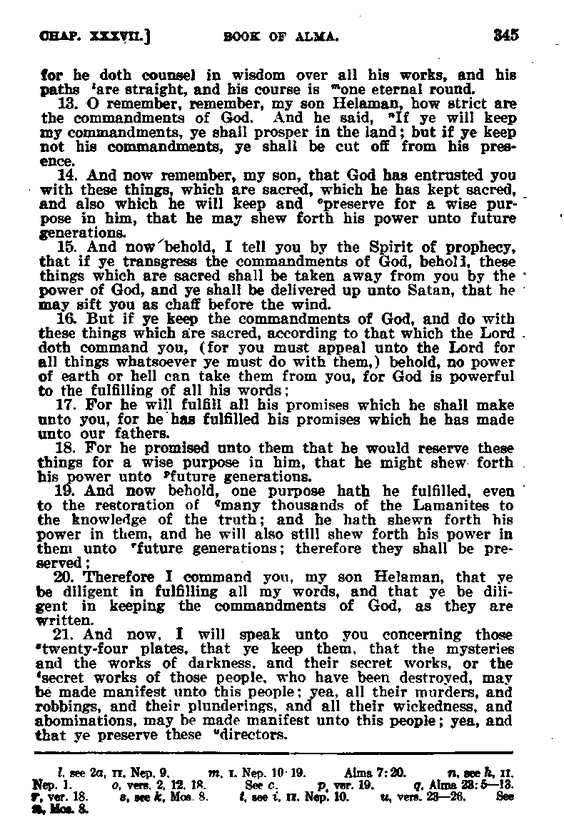 CHAP. XXXVII.] BOOK OF ALMA. 345
for he doth counsel in wisdom over all his works, and his
paths ˡare straight, and his course is ᵐone eternal round.
13. O remember, remember, my son Helaman, how strict are
the commandments of God. And he said, ⁿIf ye will keep
my commandments, ye shall prosper in the land; but if ye keep
not his commandments, ye shall be cut off from his pres-
ence.
14. And now remember, my son, that God has entrusted you
with these things, which are sacred, which he has kept sacred,
and also which he will keep and ᵒpreserve for a wise pur-
pose in him, that he may shew forth his power unto future
generations.
15. And now behold, I tell you by the Spirit of prophecy,
that if ye transgress the commandments of God, behold, these
things which are sacred shall be taken away from you by the
power of God, and ye shall be delivered up unto Satan, that he
may sift you as chaff before the wind.
16. But if ye keep the commandments of God, and do with
these things which are sacred, according to that which the Lord
doth command you, (for you must appeal unto the Lord for
all things whatsoever ye must do with them,) behold, no power
of earth or hell can take them from you, for God is powerful
to the fulfilling of all his words:
17. For he will fulfill all his promises which he shall make
unto you, for he has fulfilled his promises which he has made
unto our fathers.
18. For he promised unto them that he would reserve these
things for a wise purpose in him, that he might shew forth
his power unto ᵖfuture generations.
19. And now behold, one purpose hath he fulfilled, even
to the restoration of ᑫmany thousands of the Lamanites to
the knowledge of the truth; and he hath shewn forth his
power in them, and he will also still shew forth his power in
them unto ʳfuture generations; therefore they shall be pre-
served;
20. Therefore I command you, my son Helaman, that ye
be diligent in fulfilling all my words, and that ye be dili-
gent in keeping the commandments of God, as they are
written.
21. And now, I will speak unto you concerning those
ˢtwenty-four plates, that ye keep them, that the mysteries
and the works of darkness, and their secret works, or the
ᵗsecret works of those people, who have been destroyed, may
be made manifest unto this people; yea, all their murders, and
robbings, and their plunderings, and all their wickedness, and
abominations, may be made manifest unto this people; yea, and
that ye preserve these ᵘdirectors.
l, see 2a, II. Nep. 9. m, I. Nep. 10:19. Alma 7:20. n, see h, II.
Nep. 1. o, vers. 2, 12, 18. See c. p, ver. 19. q, Alma 23:5—13.
r, ver. 18. s, see k, Mos. 8. t, see i, II. Nep. 10. u, vers. 23—26. See
Mos. 8.